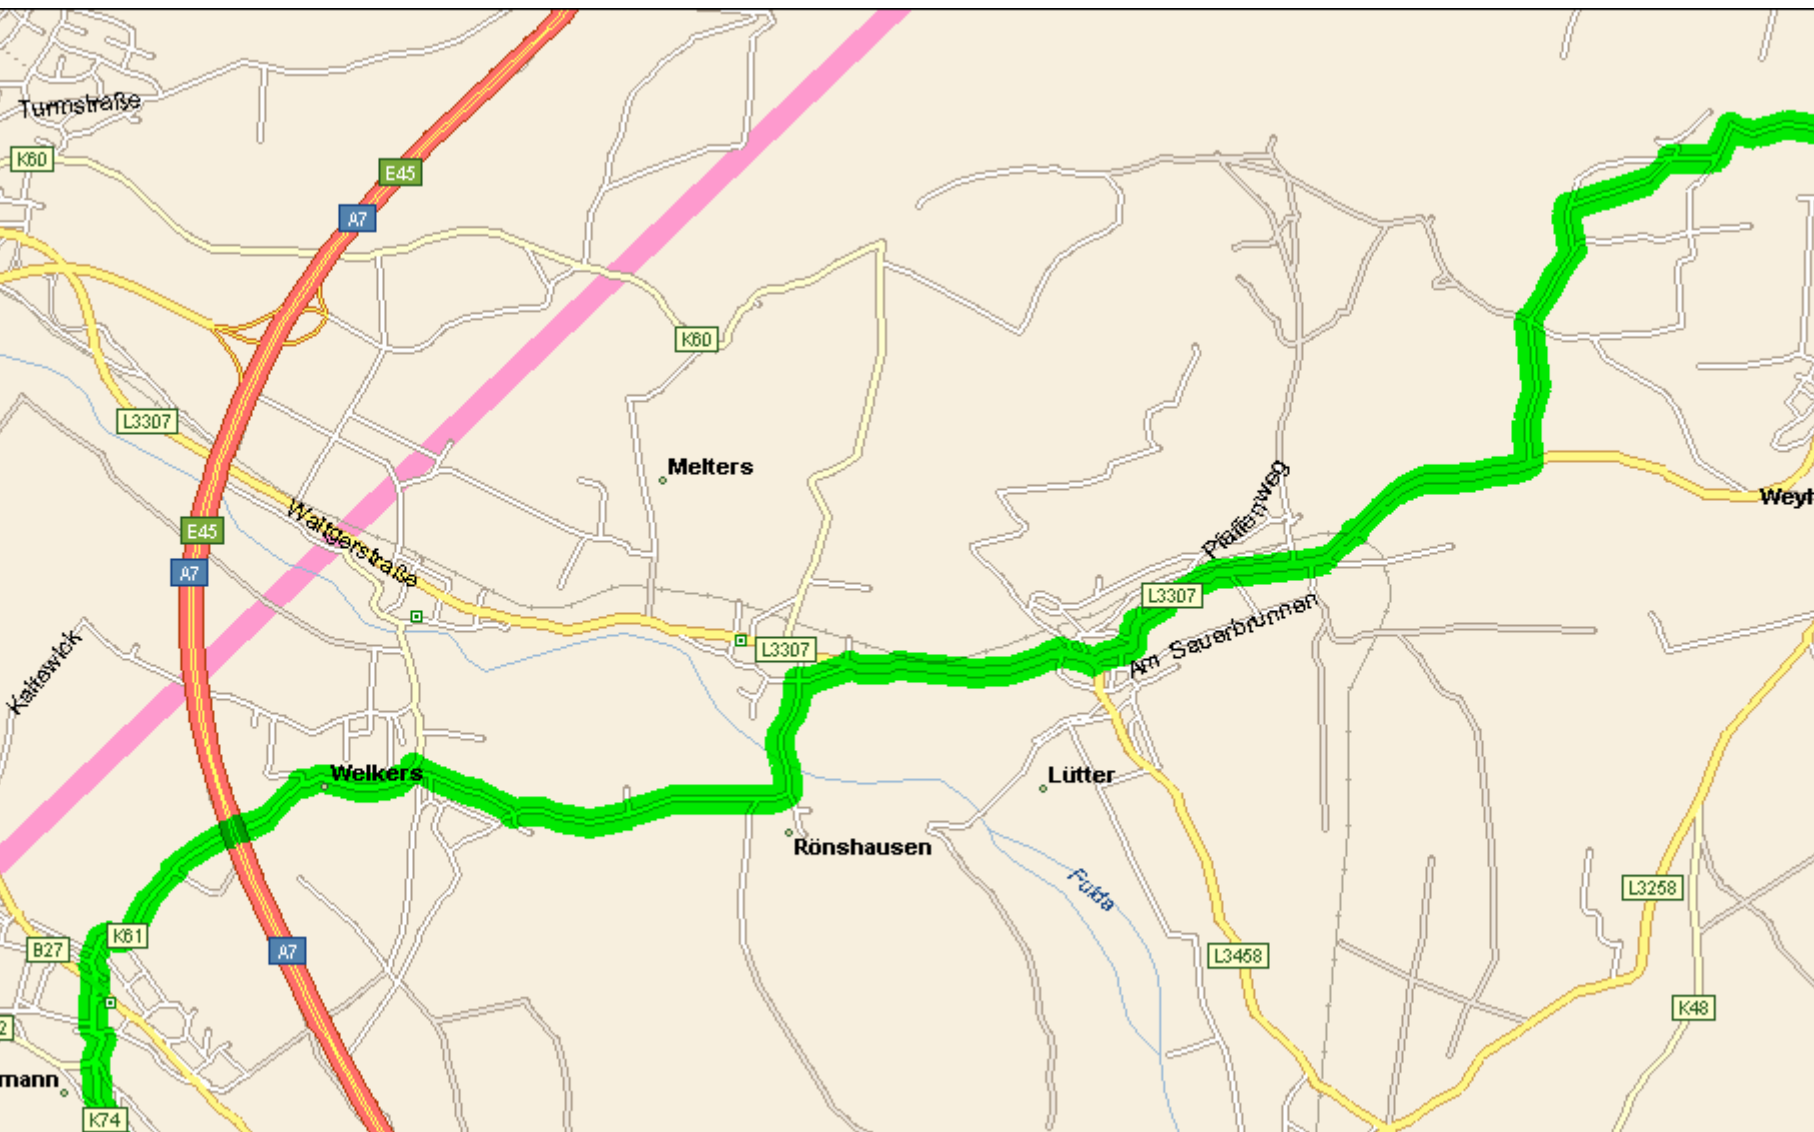 Turmstraße
K60
E45
A7
K60
L3307
Melters
Pfaffenweg
Weyh
E45
Waltgerstraße
A7
L3307
Am Sauerbrunnen
L3307
Kaltewick
Welkers
Lütter
Rönshausen
Fulda
L3258
K61
B27
A7
L3458
K48
2
mann
K74